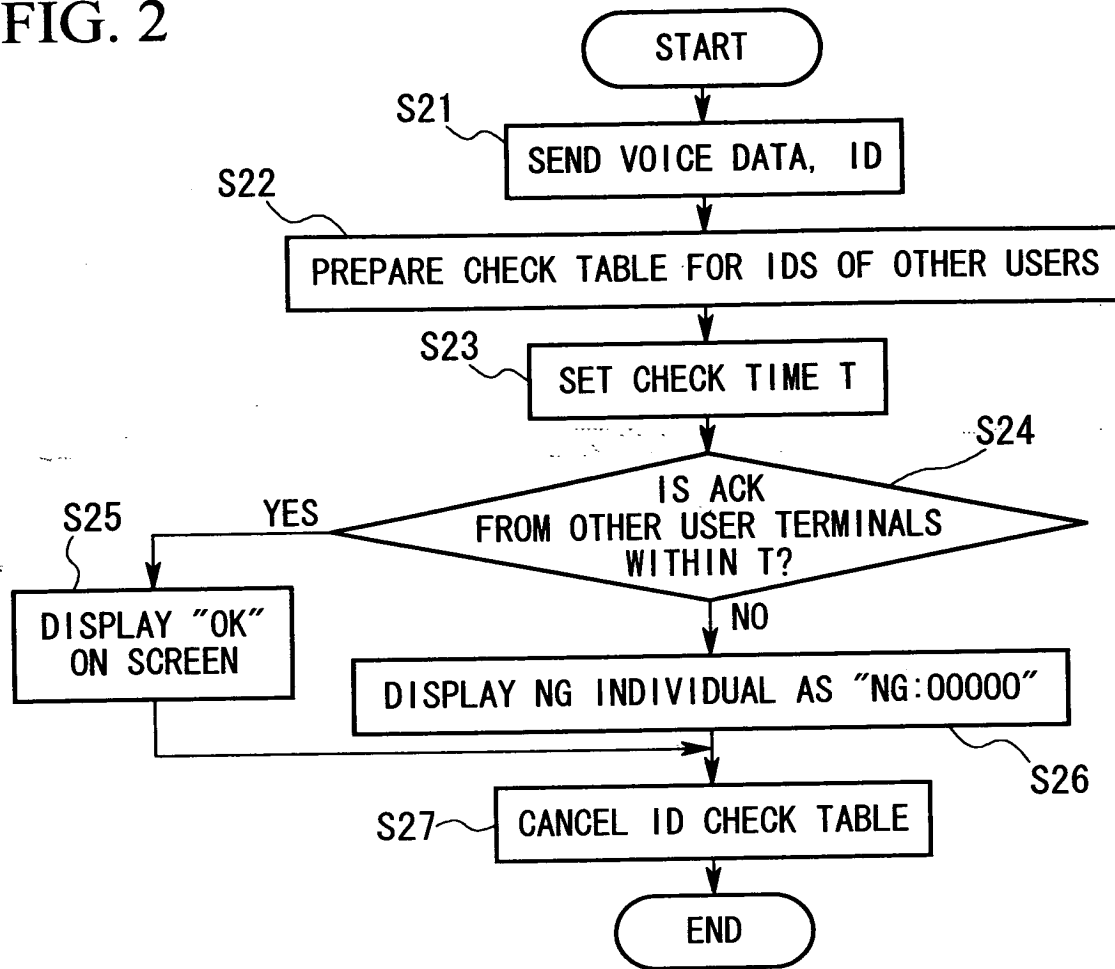 FIG. 2
START
S21
SEND VOICE DATA, ID
S22
PREPARE CHECK TABLE FOR IDS OF OTHER USERS
S23
SET CHECK TIME T
S24
IS ACK
FROM OTHER USER TERMINALS
WITHIN T?
YES
S25
DISPLAY "OK"
ON SCREEN
NO
DISPLAY NG INDIVIDUAL AS "NG:00000"
S26
S27
CANCEL ID CHECK TABLE
END